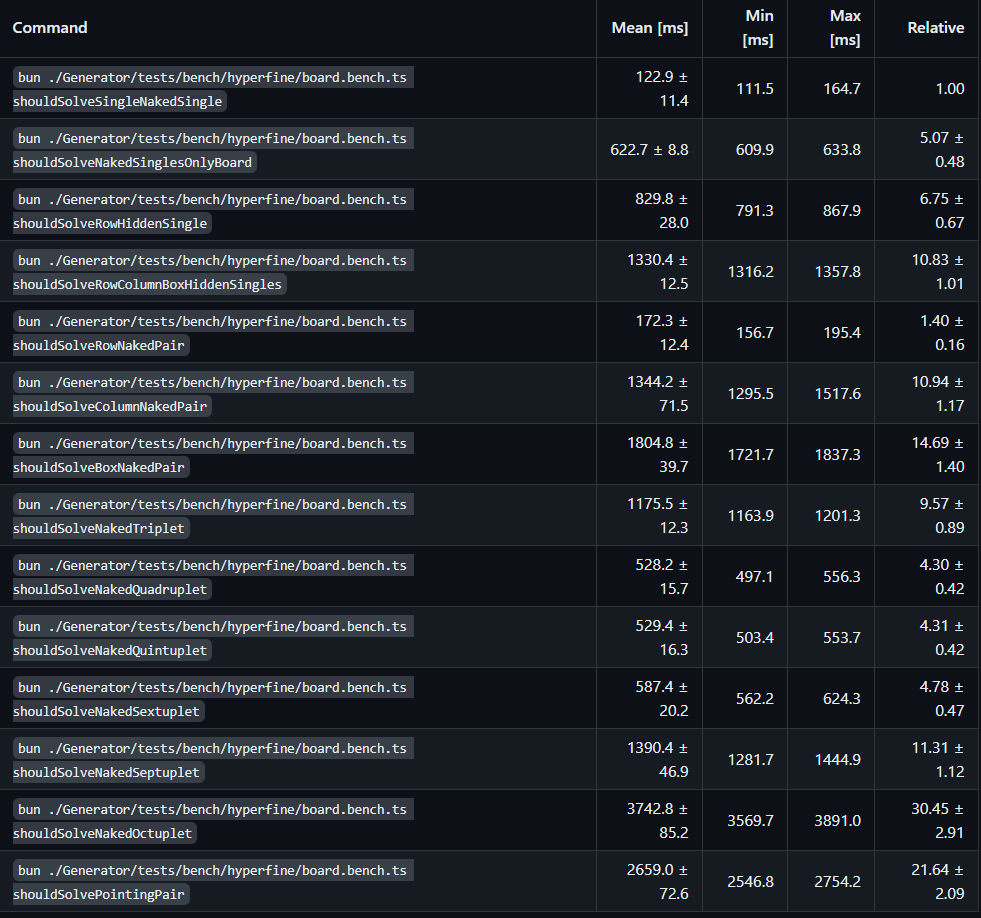 Command
Mean [ms]
Min
[ms]
Max
[ms]
Relative
bun ./Generator/tests/bench/hyperfine/board.bench.ts
shouldSolveSingleNakedSingle
122.9 ±
11.4
111.5
164.7
1.00
bun ./Generator/tests/bench/hyperfine/board.bench.ts
shouldSolveNakedSinglesOnlyBoard
622.7 ± 8.8
609.9
633.8
5.07 ±
0.48
bun ./Generator/tests/bench/hyperfine/board.bench.ts
shouldSolveRowHiddenSingle
829.8 ±
28.0
791.3
867.9
6.75 ±
0.67
bun ./Generator/tests/bench/hyperfine/board.bench.ts
shouldSolveRowColumnBoxHiddenSingles
1330.4 ±
12.5
1316.2
1357.8
10.83 ±
1.01
bun ./Generator/tests/bench/hyperfine/board.bench.ts
shouldSolveRowNakedPair
172.3 ±
12.4
156.7
195.4
1.40 ±
0.16
bun ./Generator/tests/bench/hyperfine/board.bench.ts
shouldSolveColumnNakedPair
1344.2 ±
71.5
1295.5
1517.6
10.94 ±
1.17
bun ./Generator/tests/bench/hyperfine/board.bench.ts
shouldSolveBoxNakedPair
1804.8 ±
39.7
1721.7
1837.3
14.69 ±
1.40
bun ./Generator/tests/bench/hyperfine/board.bench.ts
shouldSolveNakedTriplet
1175.5 ±
12.3
1163.9
1201.3
9.57 ±
0.89
bun ./Generator/tests/bench/hyperfine/board.bench.ts
shouldSolveNakedQuadruplet
528.2 ±
15.7
497.1
556.3
4.30 ±
0.42
bun ./Generator/tests/bench/hyperfine/board.bench.ts
shouldSolveNakedQuintuplet
529.4 ±
16.3
503.4
553.7
4.31 ±
0.42
bun ./Generator/tests/bench/hyperfine/board.bench.ts
shouldSolveNakedSextuplet
587.4 ±
20.2
562.2
624.3
4.78 ±
0.47
bun ./Generator/tests/bench/hyperfine/board.bench.ts
shouldSolveNakedSeptuplet
1390.4 ±
46.9
1281.7
1444.9
11.31 ±
1.12
bun ./Generator/tests/bench/hyperfine/board.bench.ts
shouldSolveNakedOctuplet
3742.8 ±
85.2
3569.7
3891.0
30.45 ±
2.91
bun ./Generator/tests/bench/hyperfine/board.bench.ts
shouldSolvePointingPair
2659.0 ±
72.6
2546.8
2754.2
21.64 ±
2.09